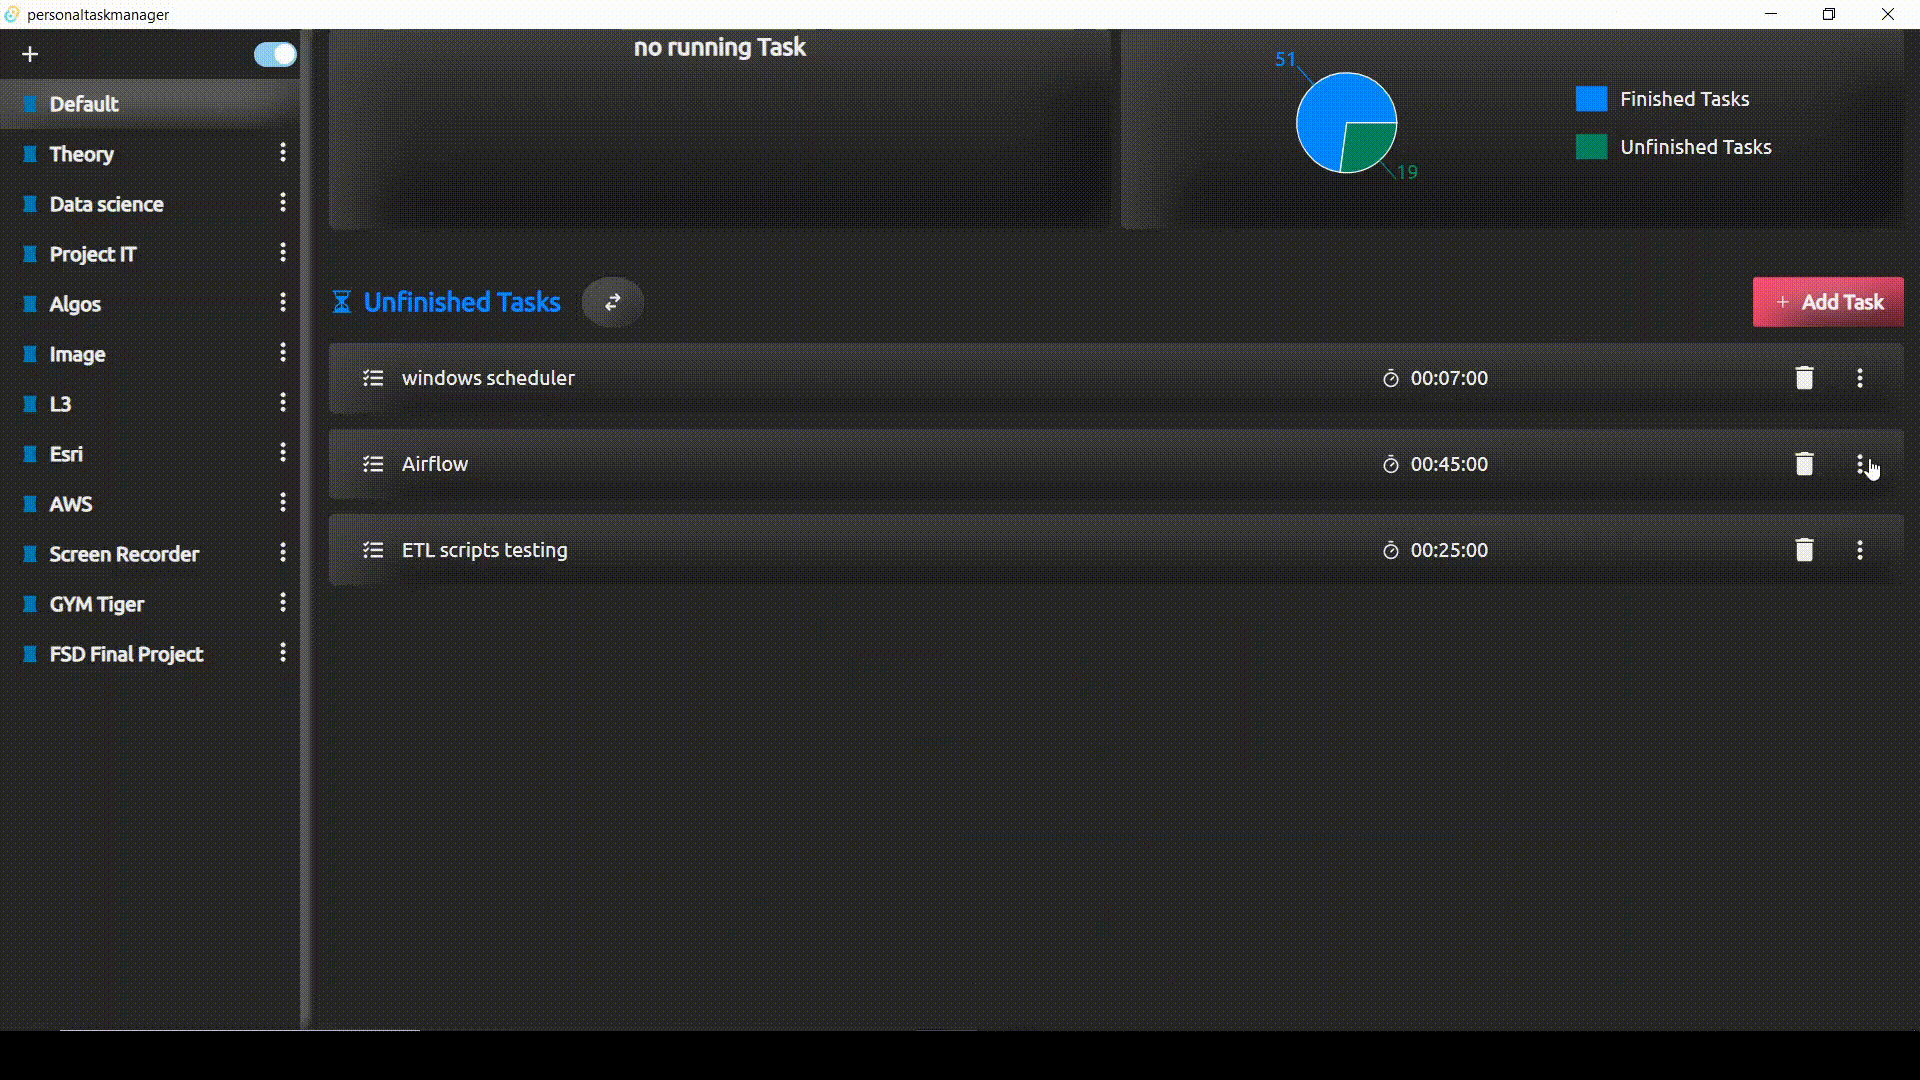 personaltaskmanager
Default
Theory
Data science
Project IT
Algos
Image
L3
Esri
AWS
Screen Recorder
GYM Tiger
FSD Final Project
no running Task
51
19
Finished Tasks
Unfinished Tasks
Unfinished Tasks
+ Add Task
windows scheduler 00:07:00
Airflow 00:45:00
ETL scripts testing 00:25:00